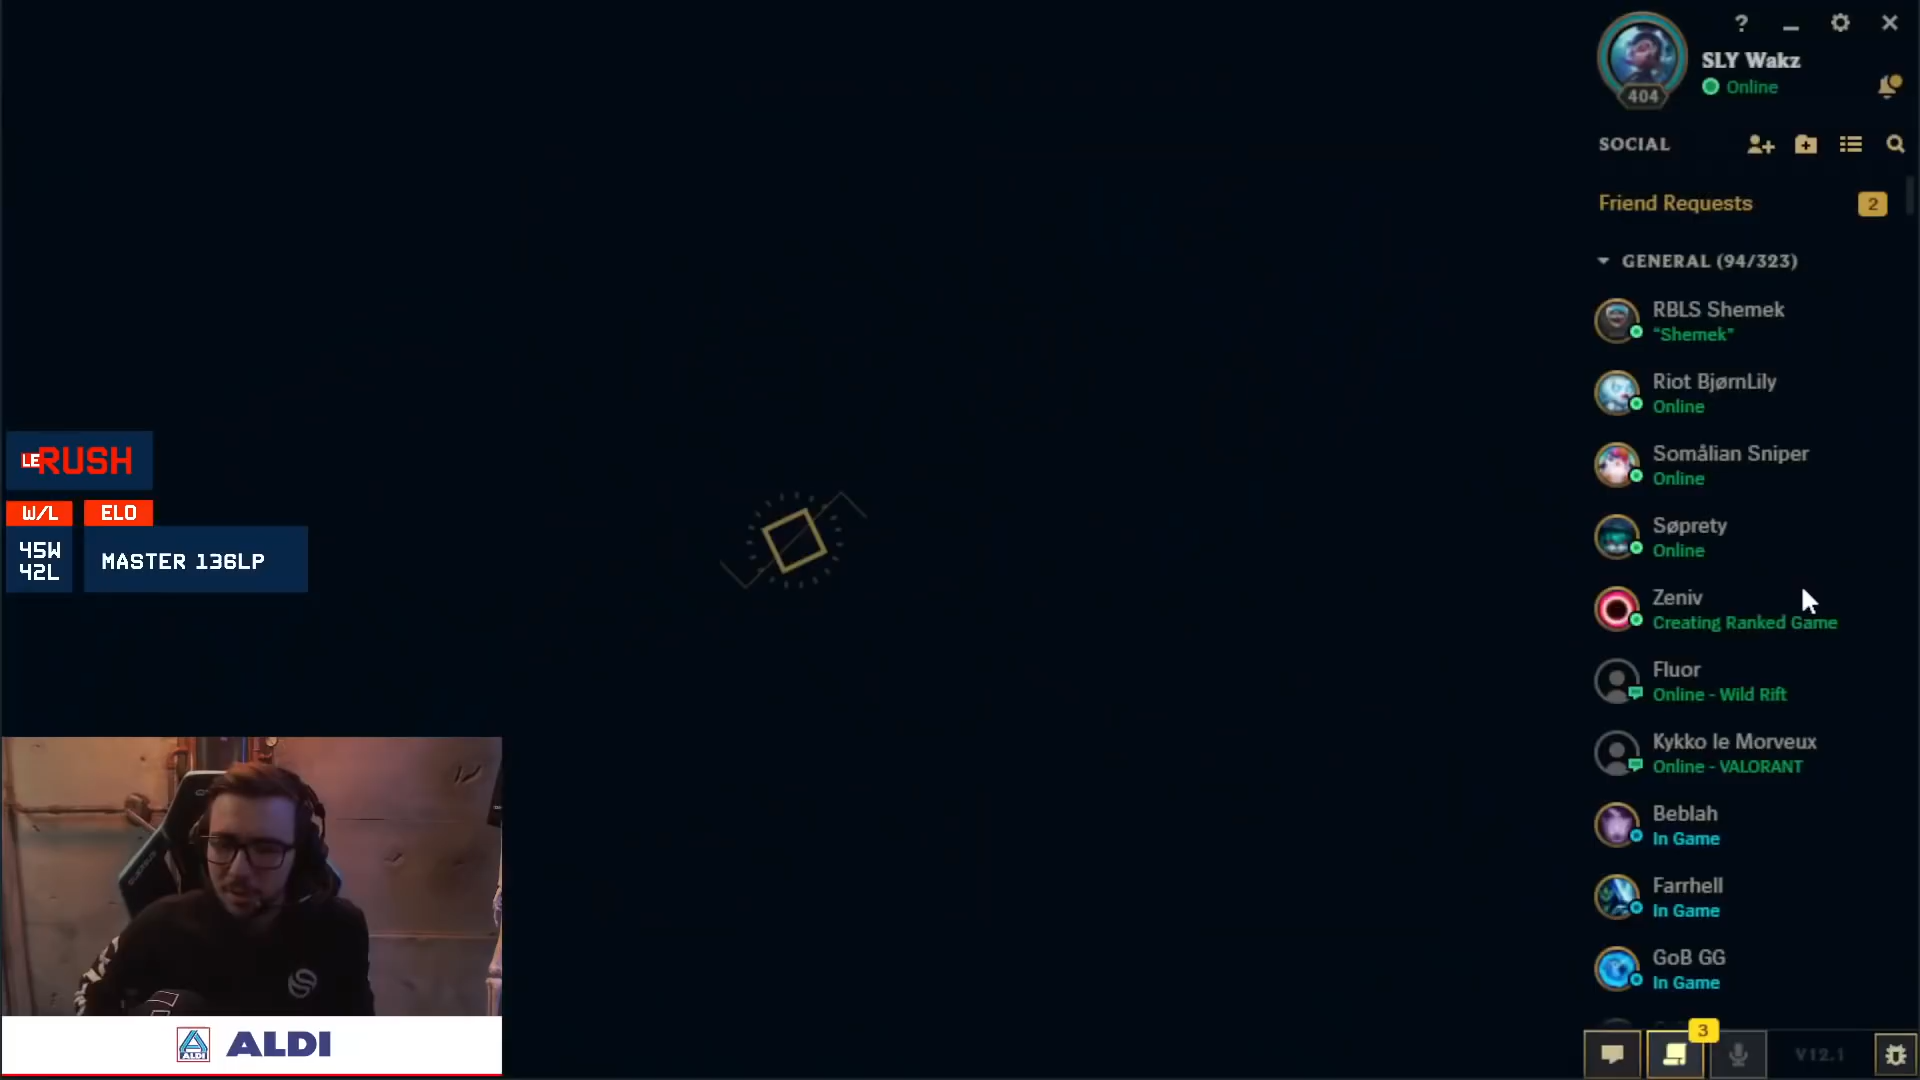 ?
SLY Wakz
Online
404
SOCIAL
Friend Requests
2
GENERAL (94/323)
RBLS Shemek
“Shemek”
Riot BjørnLily
Online
Somålian Sniper
Online
Søprety
Online
Zeniv
Creating Ranked Game
Fluor
Online - Wild Rift
Kykko le Morveux
Online - VALORANT
Beblah
In Game
Farrhell
In Game
GoB GG
In Game
3
V12.1
LE RUSH
W/L
ELO
45W
42L
MASTER 136LP
ALDI
ALDI